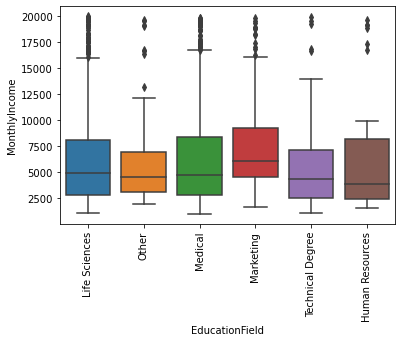 MonthlyIncome
20000
17500
15000
12500
10000
7500
5000
2500
Life Sciences
Other
Medical
Marketing
Technical Degree
Human Resources
EducationField